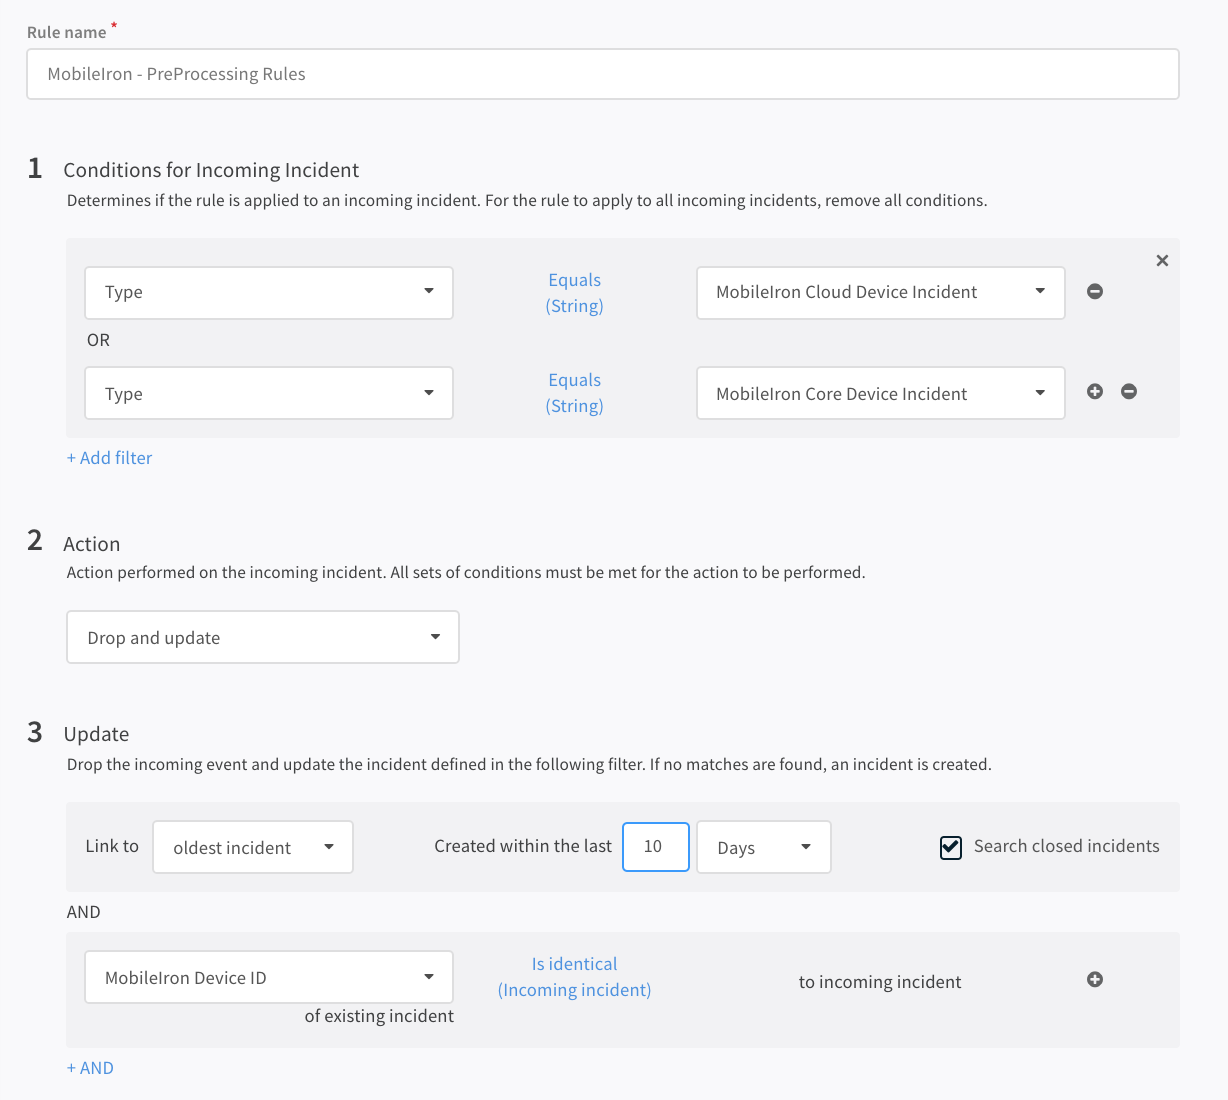 Rule name *
MobileIron - PreProcessing Rules
1 Conditions for Incoming Incident
Determines if the rule is applied to an incoming incident. For the rule to apply to all incoming incidents, remove all conditions.
Type Equals (String) MobileIron Cloud Device Incident
OR
Type Equals (String) MobileIron Core Device Incident
+ Add filter
2 Action
Action performed on the incoming incident. All sets of conditions must be met for the action to be performed.
Drop and update
3 Update
Drop the incoming event and update the incident defined in the following filter. If no matches are found, an incident is created.
Link to oldest incident Created within the last 10 Days Search closed incidents
AND
MobileIron Device ID Is identical (Incoming incident) to incoming incident
of existing incident
+ AND